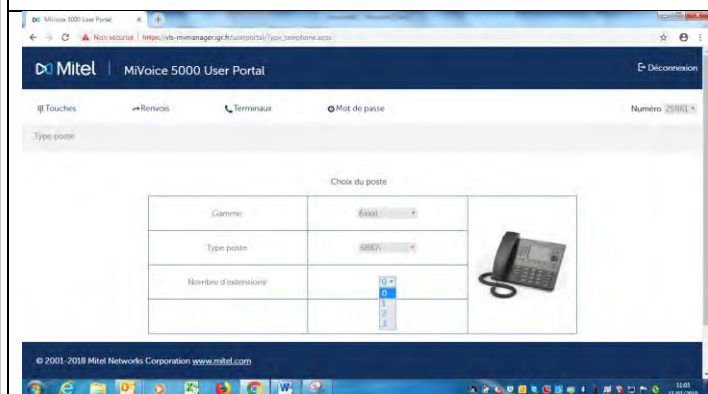 MiVoice 5000 User Portal
Non sécurisé | https://vls-mvmanager.igr.fr/userportal/Type_telephone.aspx
Mitel | MiVoice 5000 User Portal
Déconnexion
Touches Renvois Terminaux Mot de passe Numéro 25961
Type poste
Choix du poste
Gamme
Type poste
Nombre d'extensions 0
0
1
2
3
© 2001-2018 Mitel Networks Corporation www.mitel.com
11:05